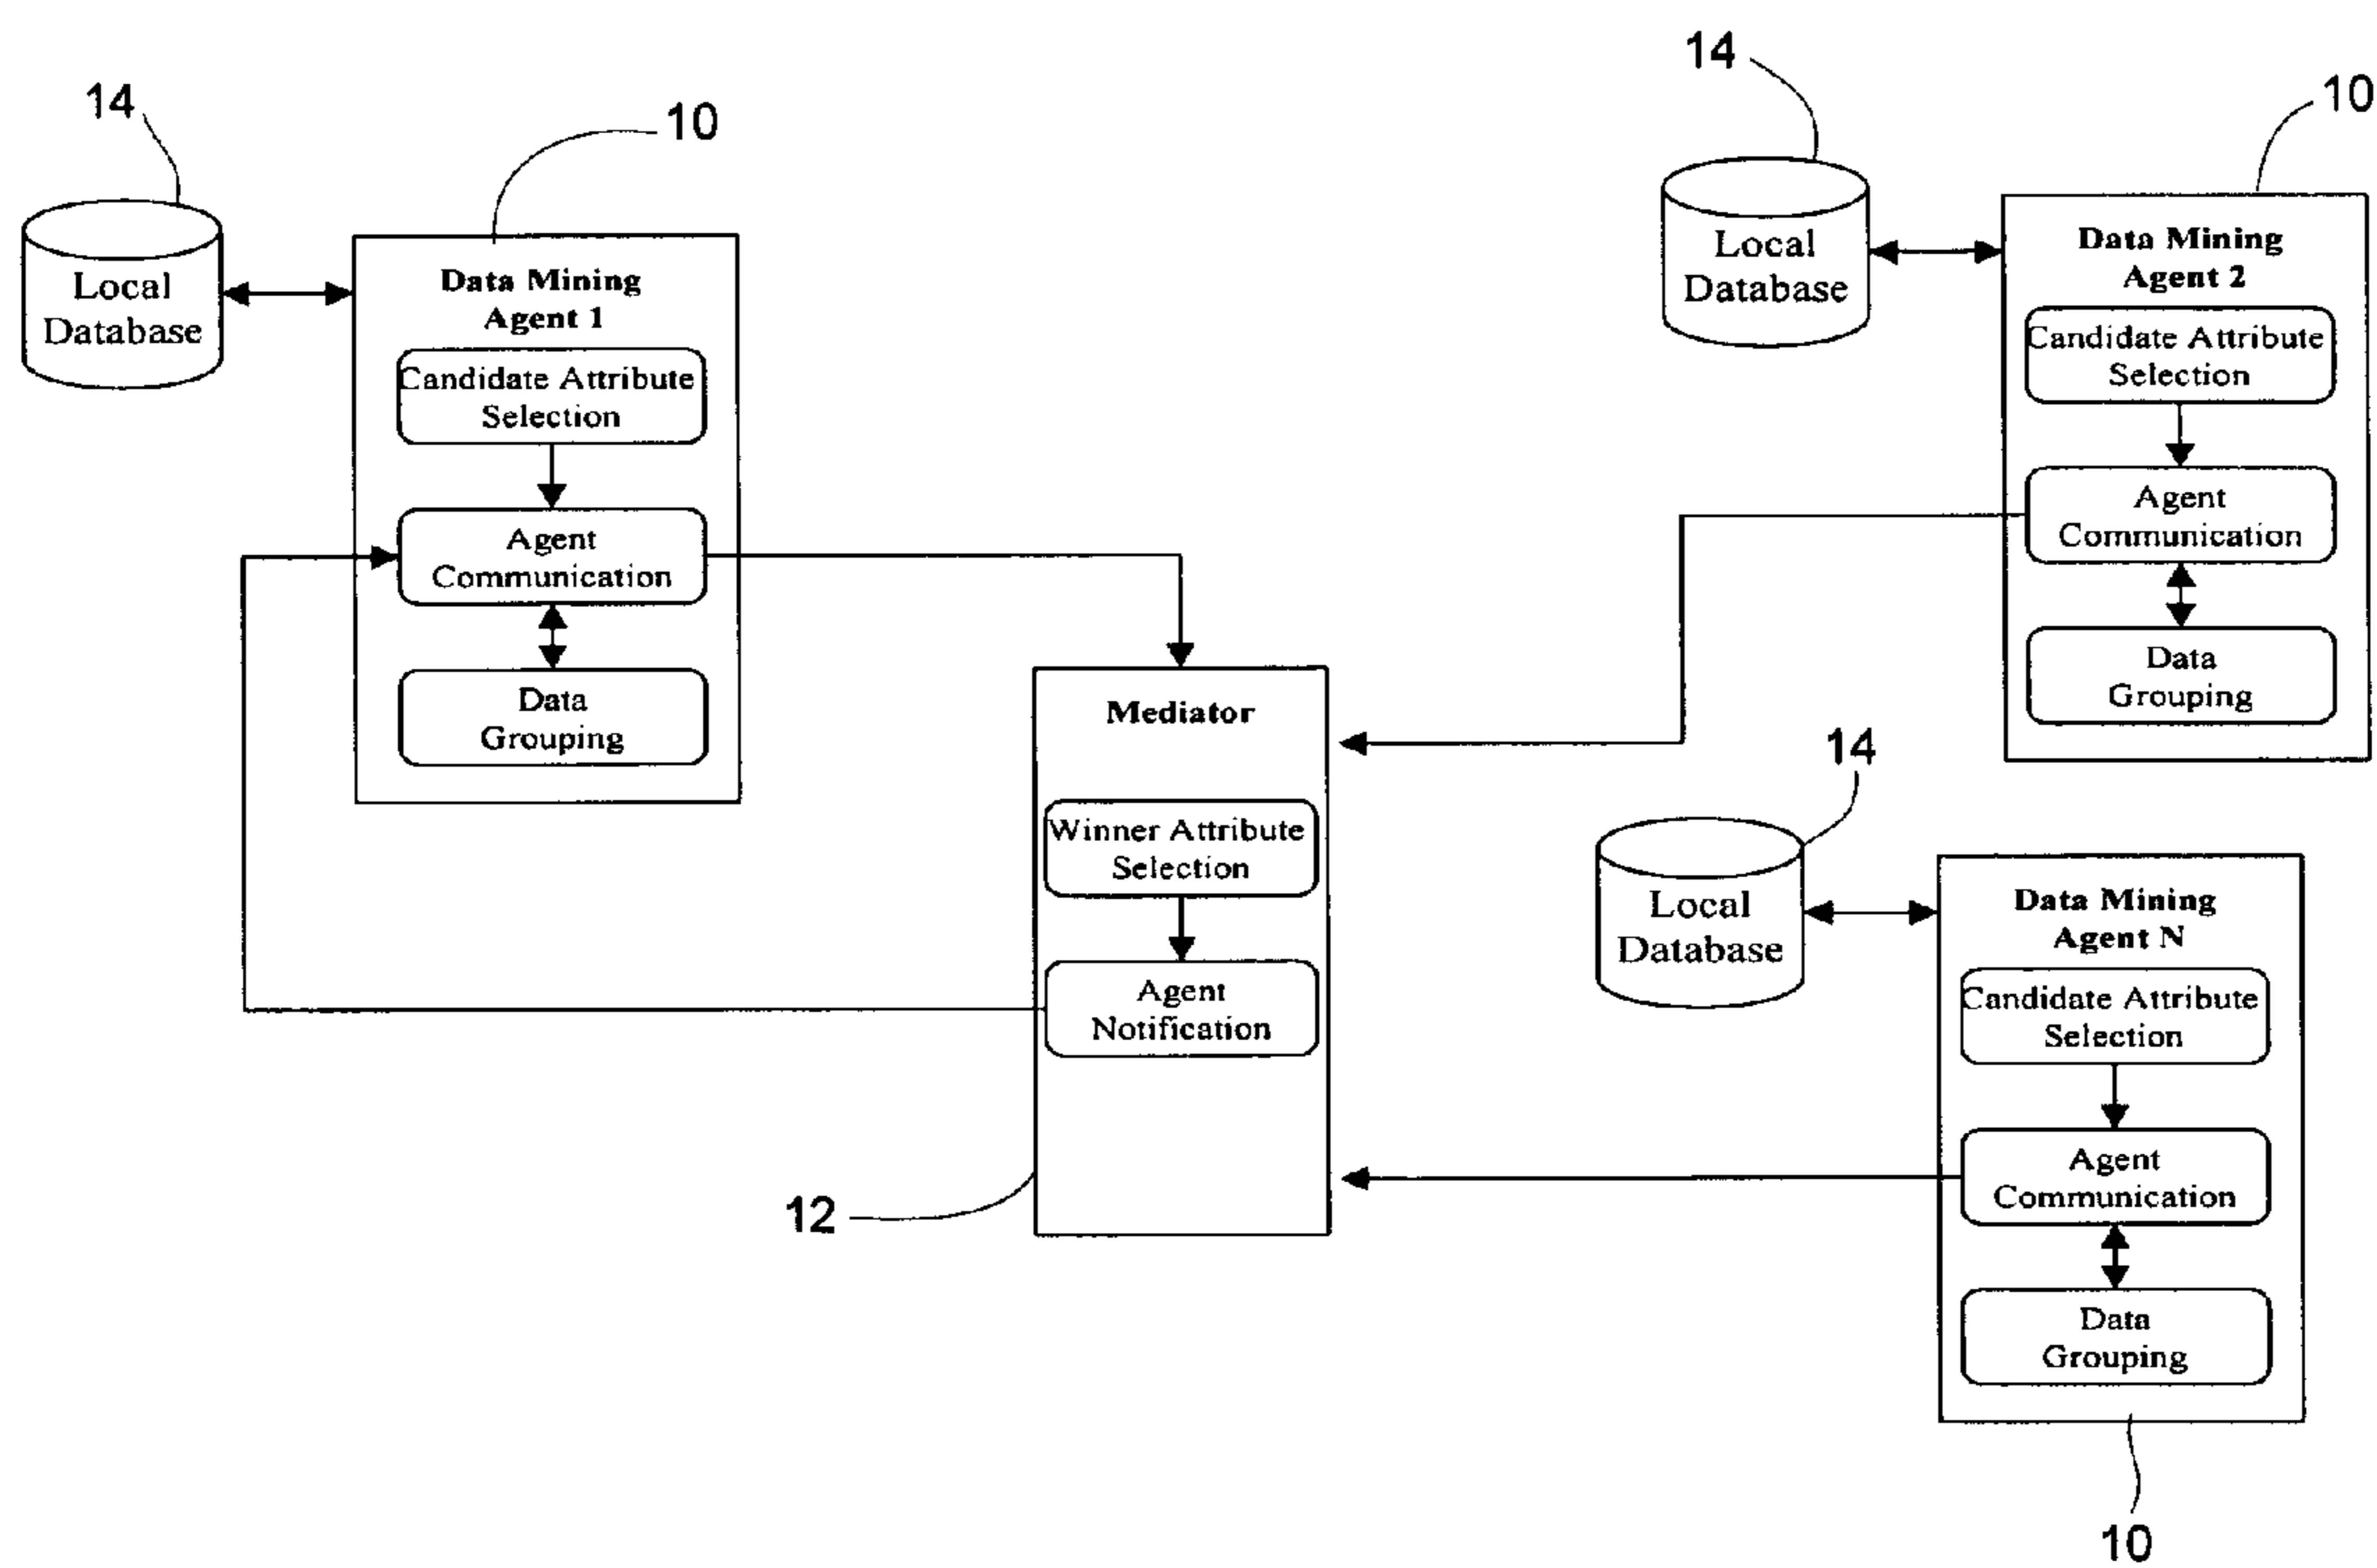 14
10
Local
Database
Data Mining
Agent 1
Candidate Attribute
Selection
Agent
Communication
Data
Grouping
14
10
Local
Database
Data Mining
Agent 2
Candidate Attribute
Selection
Agent
Communication
Data
Grouping
Mediator
Winner Attribute
Selection
Agent
Notification
12
14
Local
Database
Data Mining
Agent N
Candidate Attribute
Selection
Agent
Communication
Data
Grouping
10